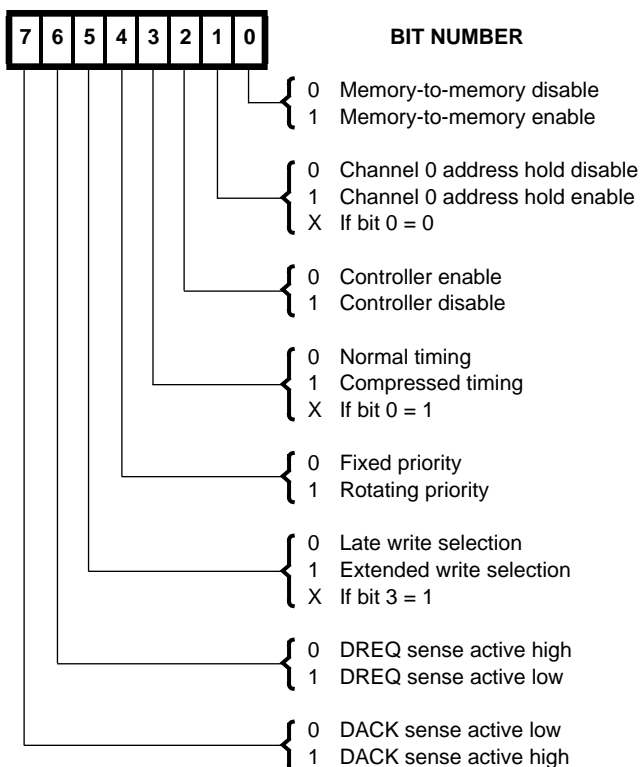 7 6 5 4 3 2 1 0 BIT NUMBER
0 Memory-to-memory disable
1 Memory-to-memory enable
0 Channel 0 address hold disable
1 Channel 0 address hold enable
X If bit 0 = 0
0 Controller enable
1 Controller disable
0 Normal timing
1 Compressed timing
X If bit 0 = 1
0 Fixed priority
1 Rotating priority
0 Late write selection
1 Extended write selection
X If bit 3 = 1
0 DREQ sense active high
1 DREQ sense active low
0 DACK sense active low
1 DACK sense active high